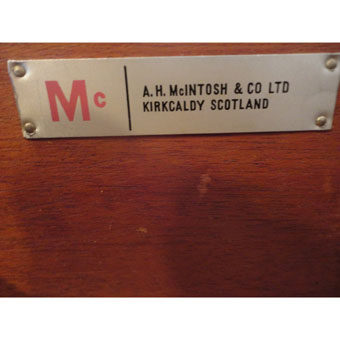 Mc
A.H. McINTOSH & CO LTD
KIRKCALDY SCOTLAND